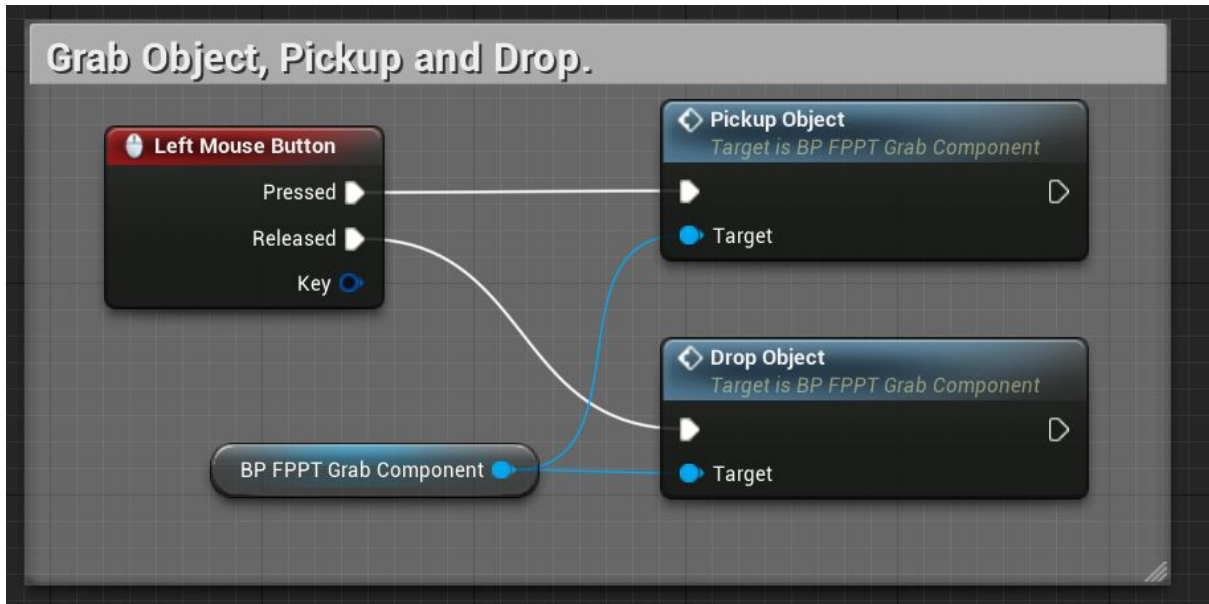 Grab Object, Pickup and Drop.
Left Mouse Button
Pressed
Released
Key
Pickup Object
Target is BP FPPT Grab Component
Target
Drop Object
Target is BP FPPT Grab Component
Target
BP FPPT Grab Component